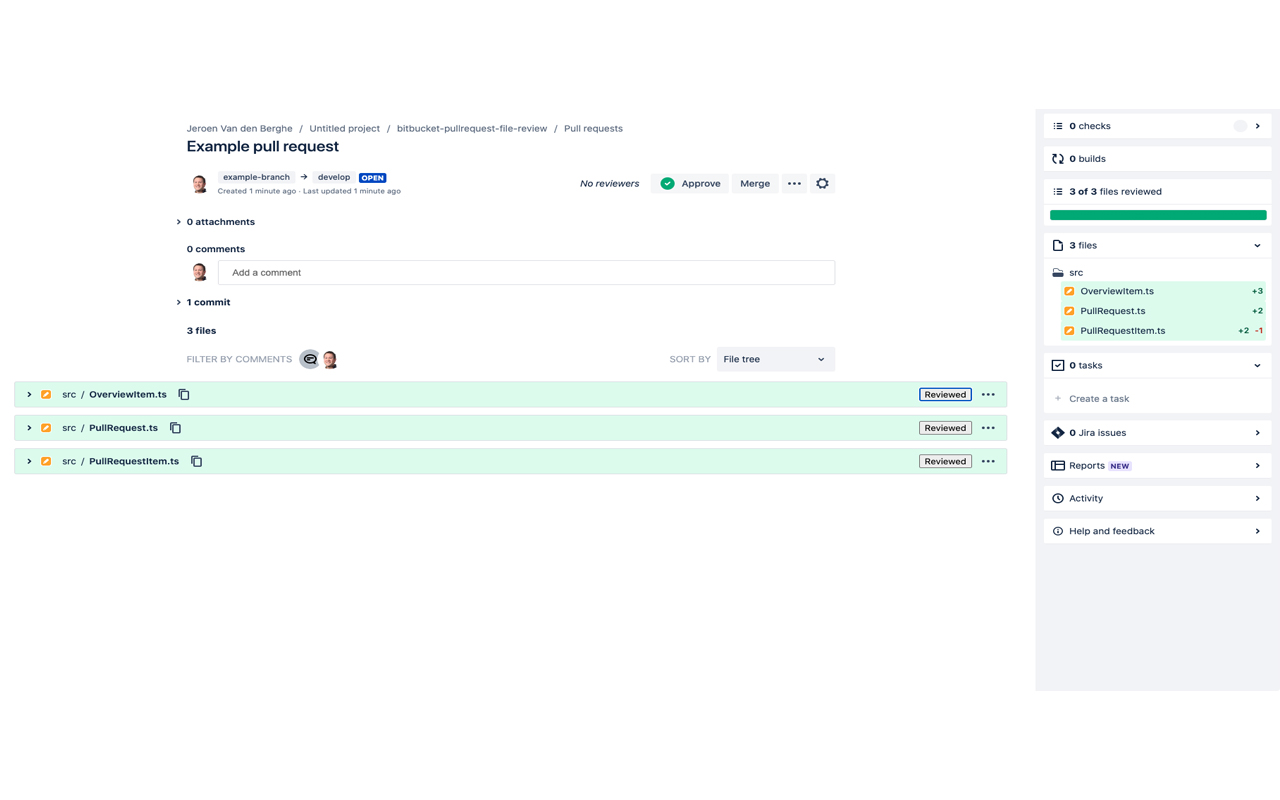 Jeroen Van den Berghe / Untitled project / bitbucket-pullrequest-file-review / Pull requests
Example pull request
example-branch → develop OPEN
Created 1 minute ago · Last updated 1 minute ago
No reviewers Approve Merge
0 attachments
0 comments
Add a comment
1 commit
3 files
FILTER BY COMMENTS
SORT BY File tree
src / OverviewItem.ts Reviewed
src / PullRequest.ts Reviewed
src / PullRequestItem.ts Reviewed
0 checks
0 builds
3 of 3 files reviewed
3 files
src
OverviewItem.ts +3
PullRequest.ts +2
PullRequestItem.ts +2 -1
0 tasks
+ Create a task
0 Jira issues
Reports NEW
Activity
Help and feedback